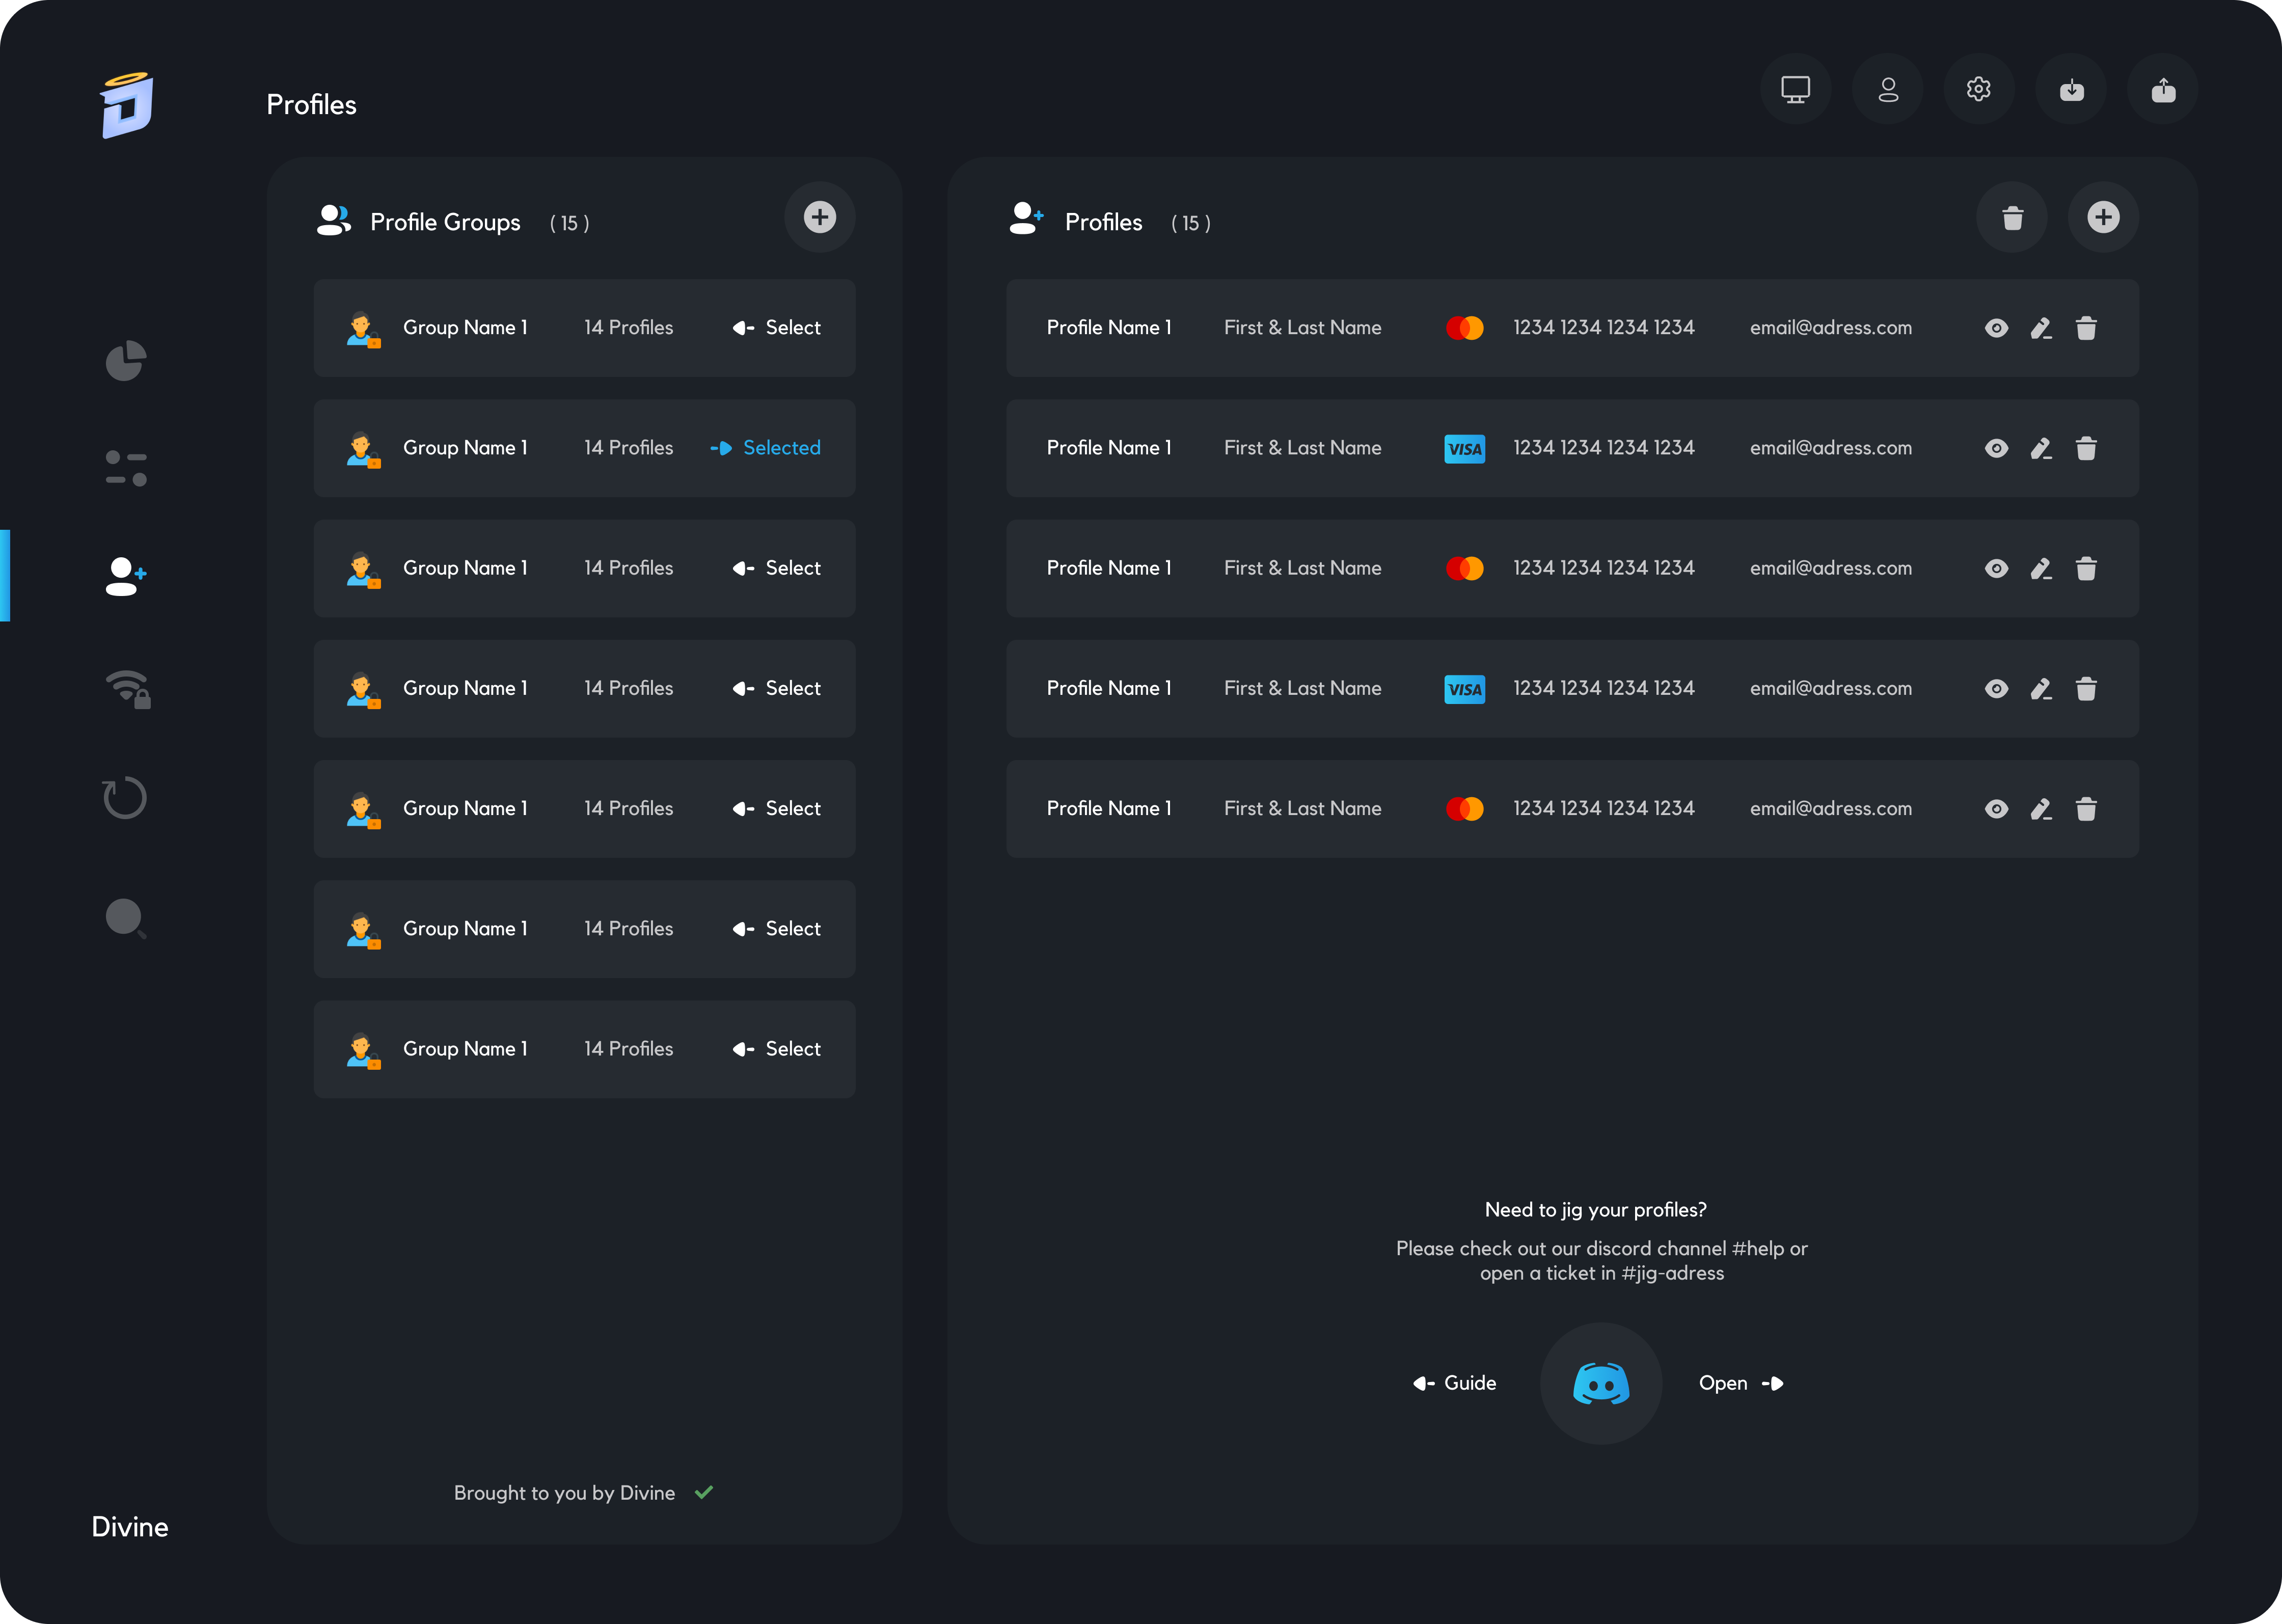 Profiles
Profile Groups ( 15 )
Group Name 1 14 Profiles Select
Group Name 1 14 Profiles Selected
Group Name 1 14 Profiles Select
Group Name 1 14 Profiles Select
Group Name 1 14 Profiles Select
Group Name 1 14 Profiles Select
Group Name 1 14 Profiles Select
Brought to you by Divine
Profiles ( 15 )
Profile Name 1 First & Last Name 1234 1234 1234 1234 email@adress.com
Profile Name 1 First & Last Name VISA 1234 1234 1234 1234 email@adress.com
Profile Name 1 First & Last Name 1234 1234 1234 1234 email@adress.com
Profile Name 1 First & Last Name VISA 1234 1234 1234 1234 email@adress.com
Profile Name 1 First & Last Name 1234 1234 1234 1234 email@adress.com
Need to jig your profiles?
Please check out our discord channel #help or
open a ticket in #jig-adress
Guide Open
Divine